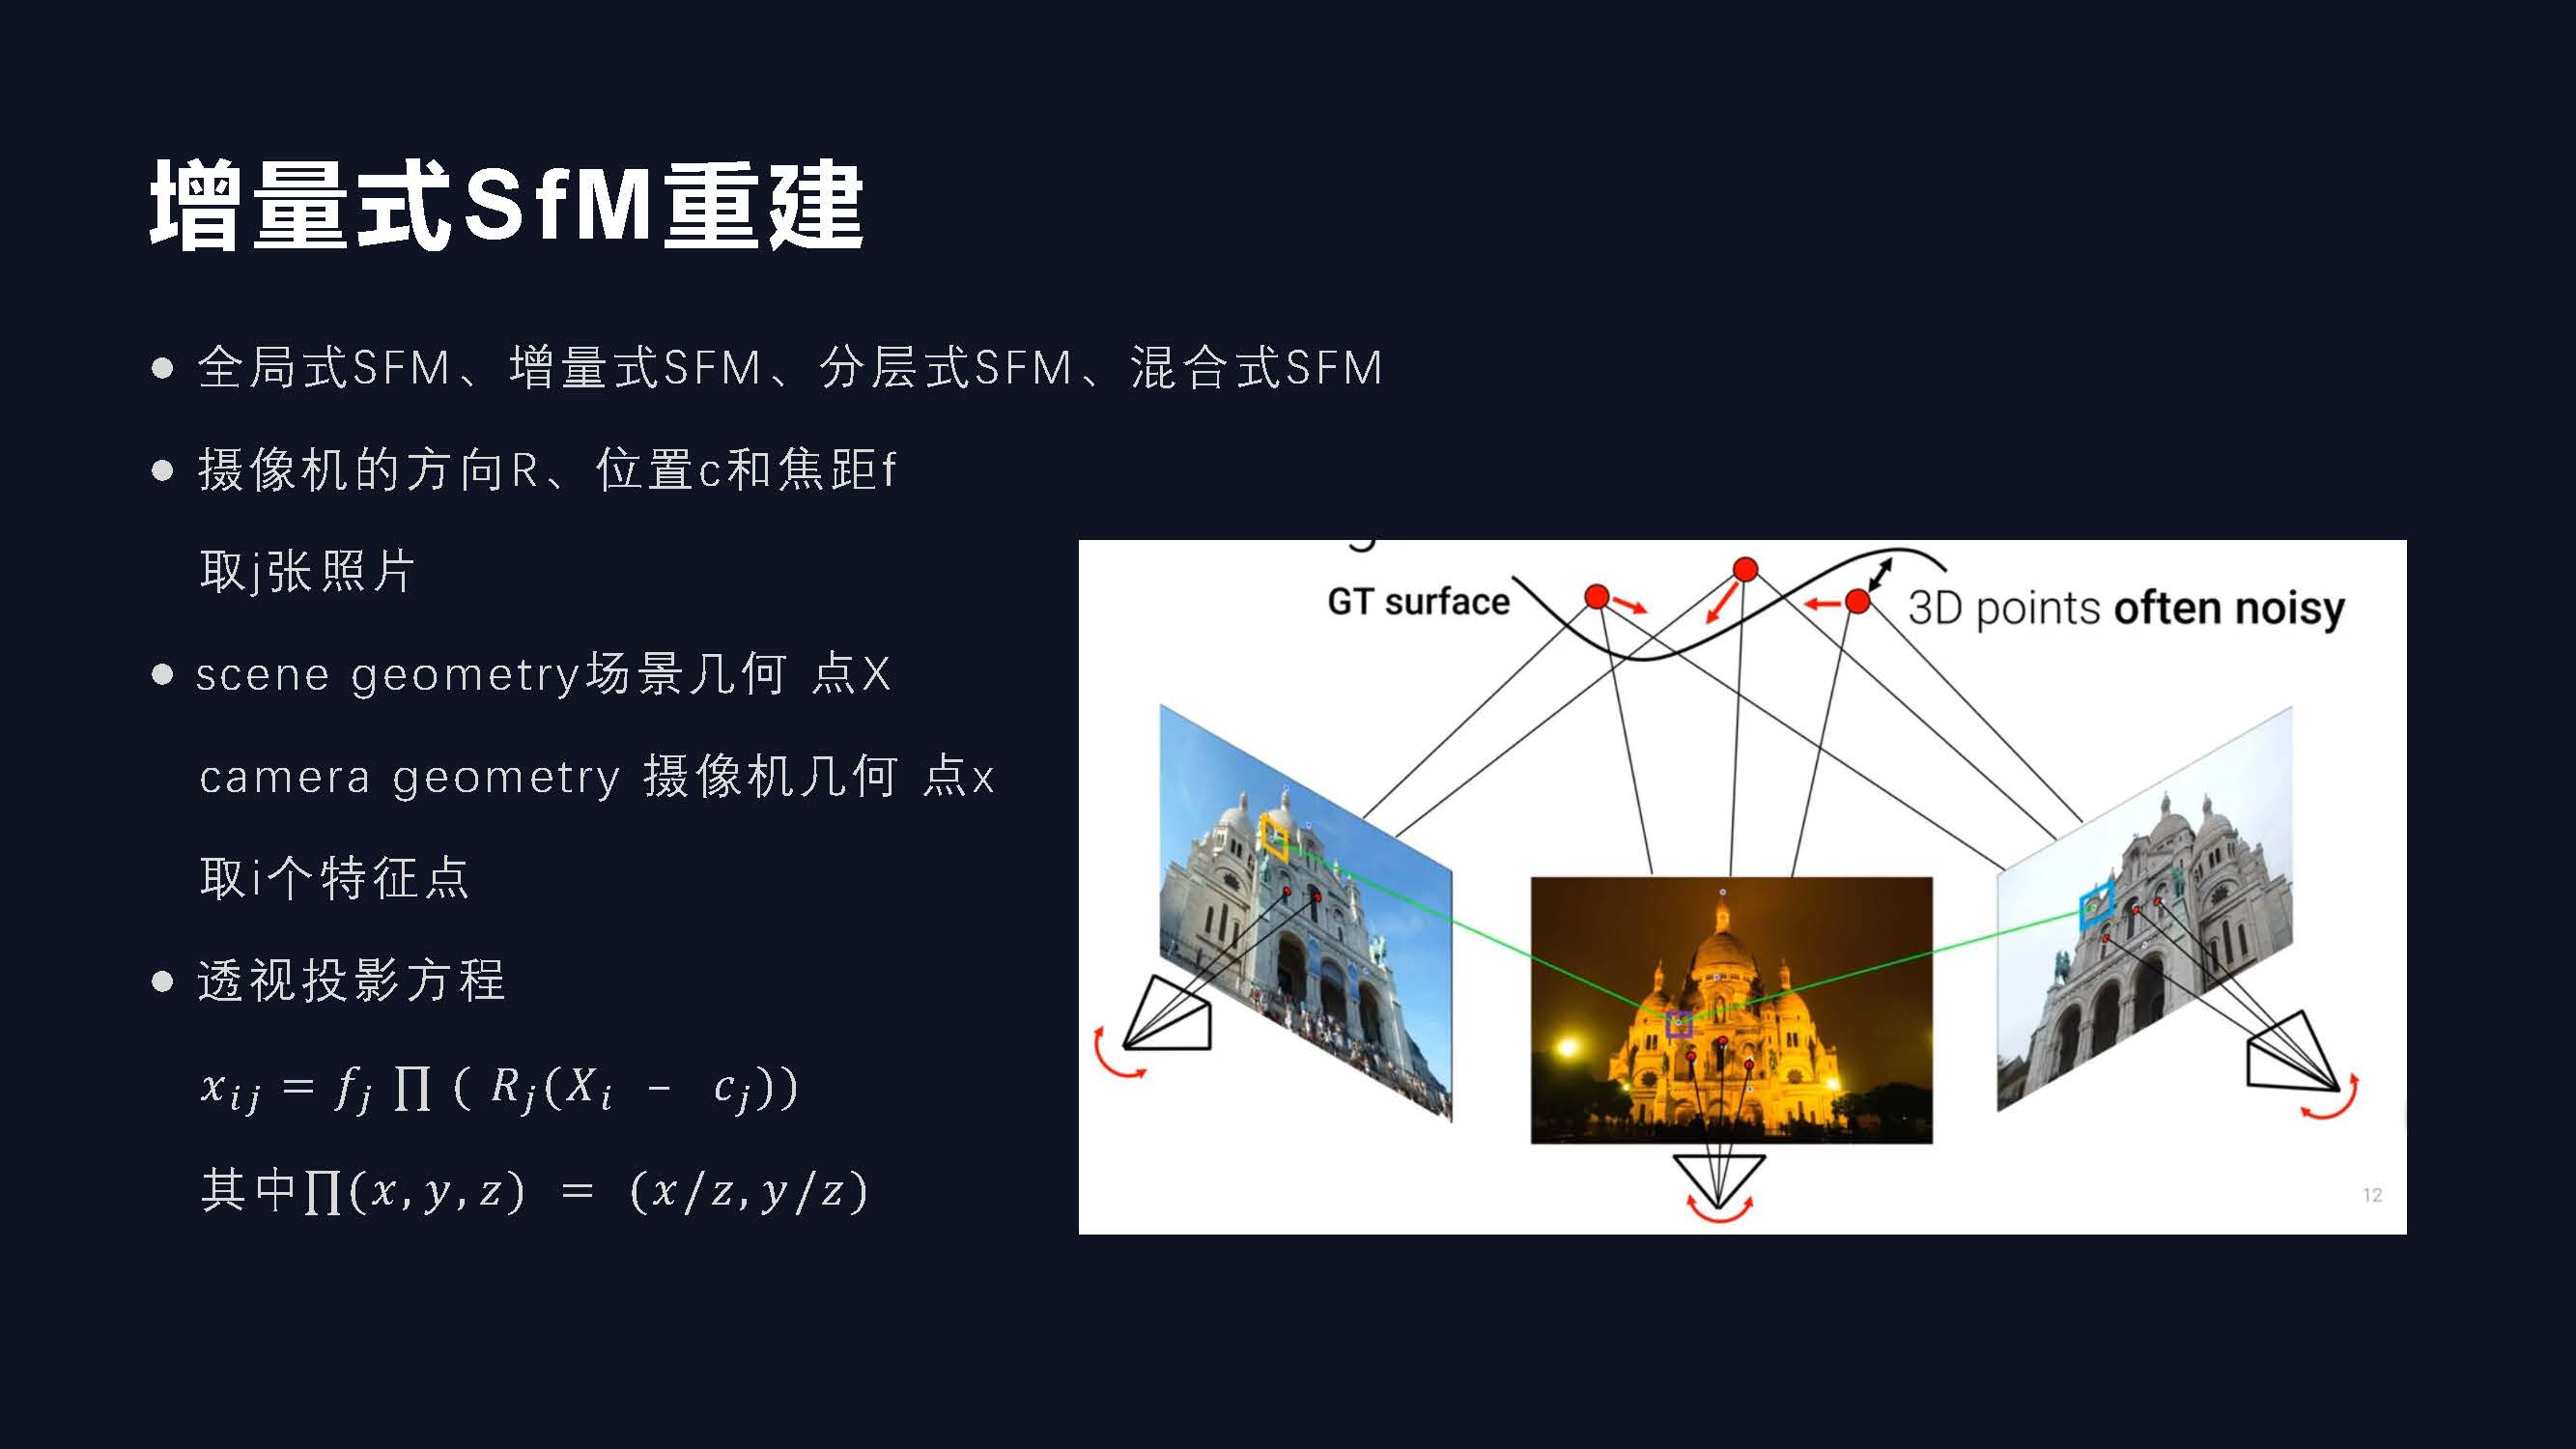 增量式SfM重建
● 全局式SFM、增量式SFM、分层式SFM、混合式SFM
● 摄像机的方向R、位置c和焦距f
取j张照片
● scene geometry场景几何 点X
camera geometry 摄像机几何 点x
取i个特征点
● 透视投影方程
x_{ij} = f_j ∏ ( R_j(X_i – c_j))
其中∏(x,y,z) = (x/z,y/z)
GT surface
3D points often noisy
12